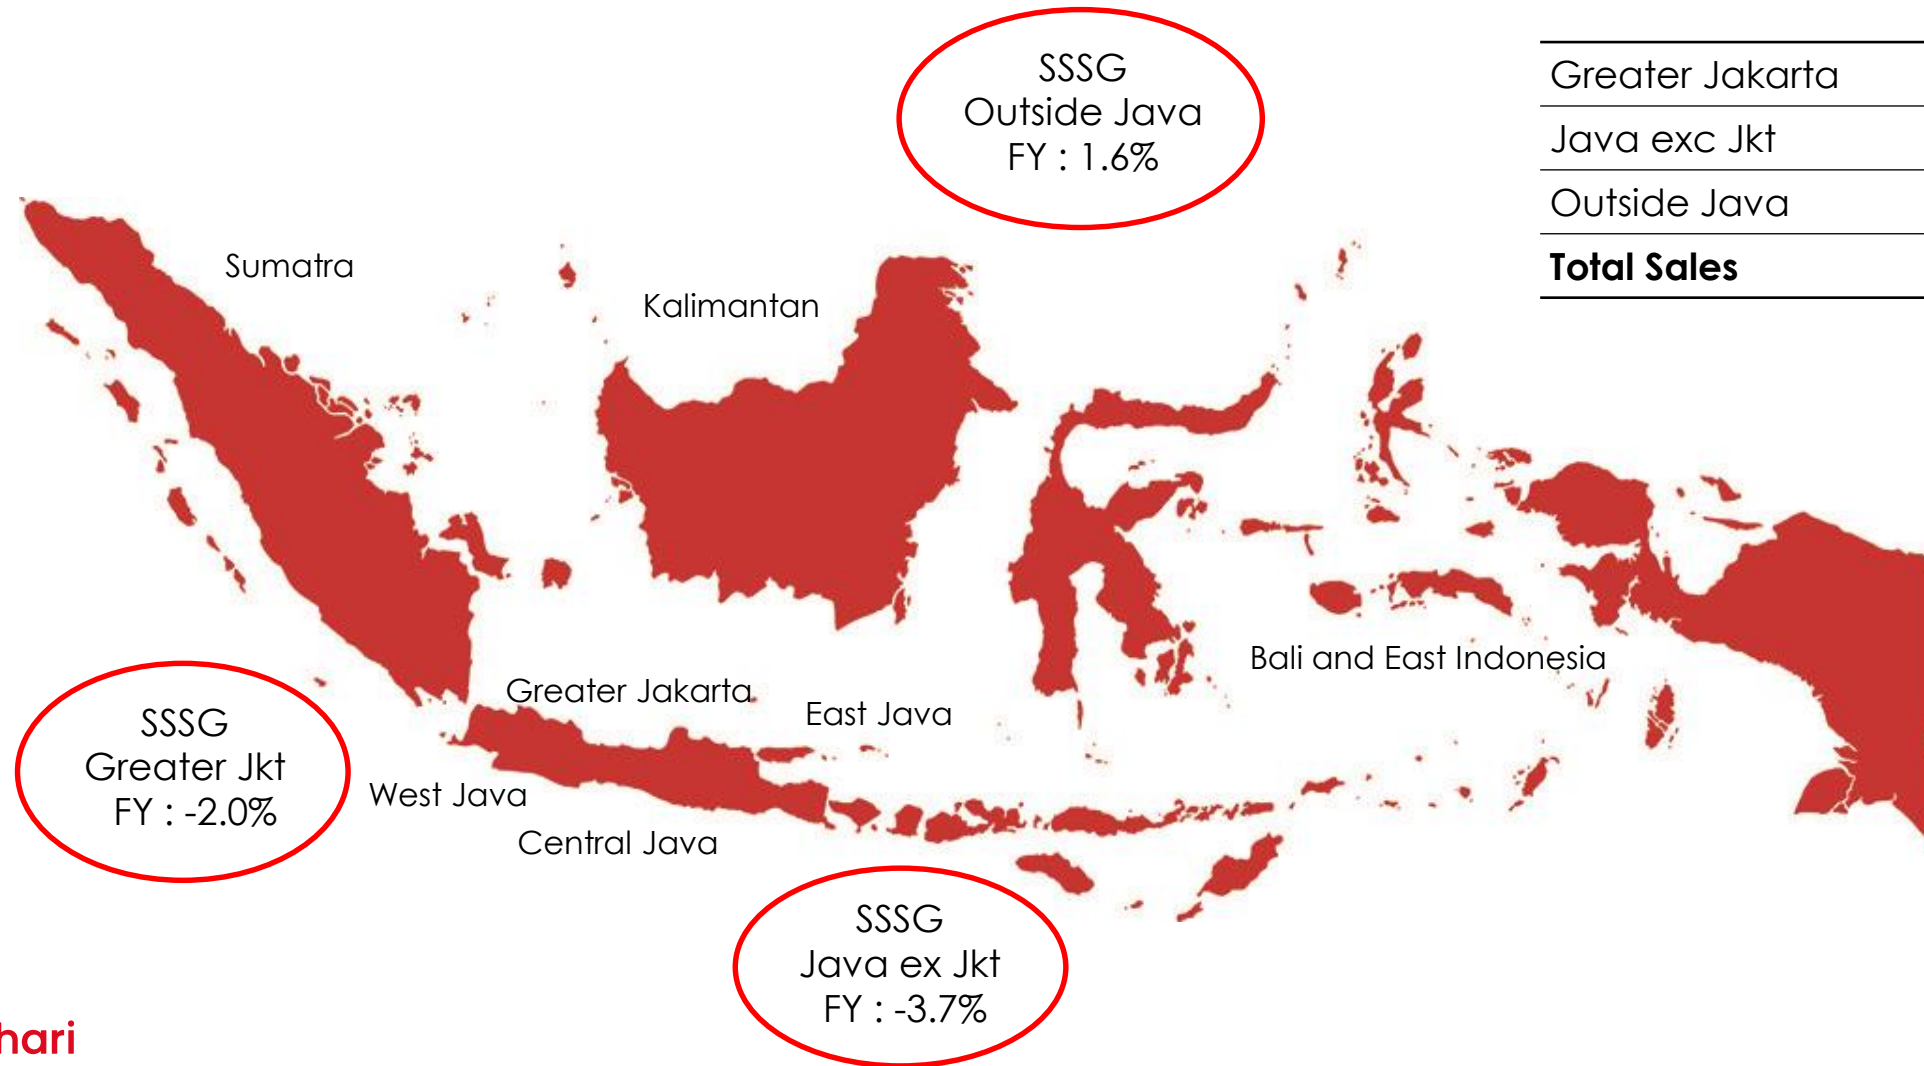 SSSG
Outside Java
FY : 1.6%
Greater Jakarta
Java exc Jkt
Outside Java
Total Sales
Sumatra
Kalimantan
Bali and East Indonesia
Greater Jakarta
East Java
West Java
Central Java
SSSG
Greater Jkt
FY : -2.0%
SSSG
Java ex Jkt
FY : -3.7%
hari